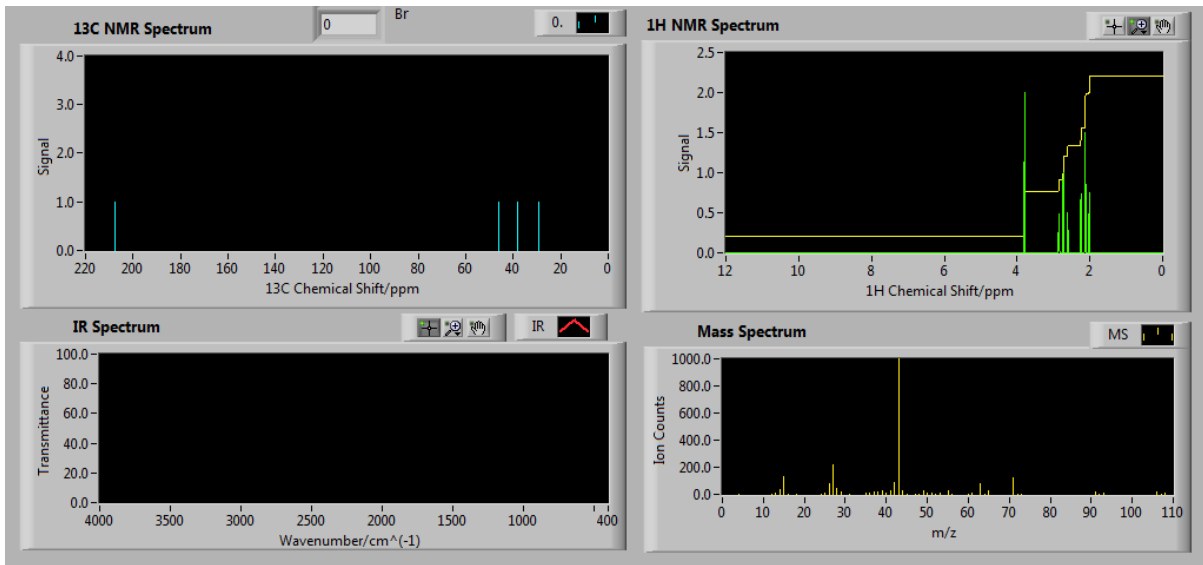 13C NMR Spectrum
0
Br
0.
4.0
3.0
2.0
1.0
0.0
Signal
220 200 180 160 140 120 100 80 60 40 20 0
13C Chemical Shift/ppm
1H NMR Spectrum
2.5
2.0
1.5
1.0
0.5
0.0
Signal
12 10 8 6 4 2 0
1H Chemical Shift/ppm
IR Spectrum
IR
100.0
80.0
60.0
40.0
20.0
0.0
Transmittance
4000 3500 3000 2500 2000 1500 1000 400
Wavenumber/cm^(-1)
Mass Spectrum
MS
1000.0
800.0
600.0
400.0
200.0
0.0
Ion Counts
0 10 20 30 40 50 60 70 80 90 100 110
m/z